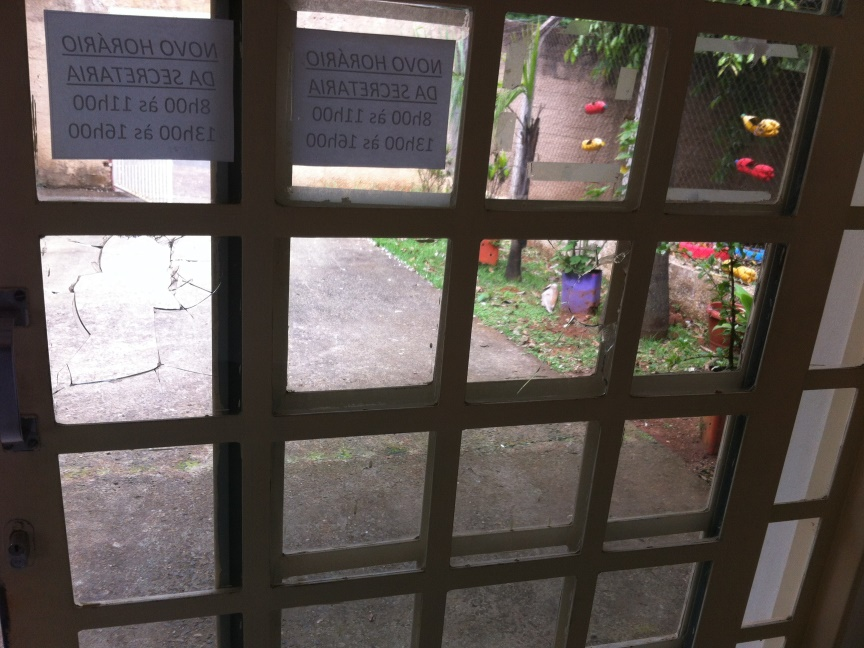 NOVO HORÁRIO
DA SECRETARIA
8h00 às 11h00
13h00 às 16h00
NOVO HORÁRIO
DA SECRETARIA
8h00 às 11h00
13h00 às 16h00